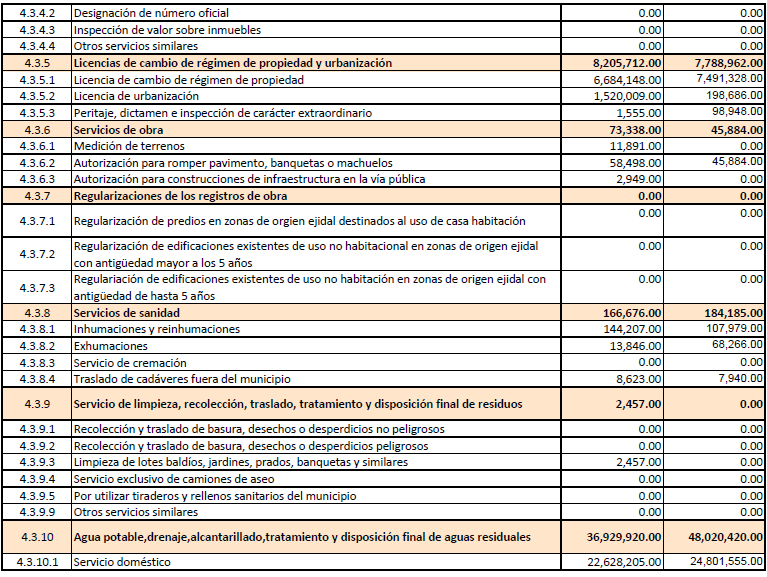 4.3.4.2 Designación de número oficial 0.00 0.00
4.3.4.3 Inspección de valor sobre inmuebles 0.00 0.00
4.3.4.4 Otros servicios similares 0.00 0.00
4.3.5 Licencias de cambio de régimen de propiedad y urbanización 8,205,712.00 7,788,962.00
4.3.5.1 Licencia de cambio de régimen de propiedad 6,684,148.00 7,491,328.00
4.3.5.2 Licencia de urbanización 1,520,009.00 198,686.00
4.3.5.3 Peritaje, dictamen e inspección de carácter extraordinario 1,555.00 98,948.00
4.3.6 Servicios de obra 73,338.00 45,884.00
4.3.6.1 Medición de terrenos 11,891.00 0.00
4.3.6.2 Autorización para romper pavimento, banquetas o machuelos 58,498.00 45,884.00
4.3.6.3 Autorización para construcciones de infraestructura en la vía pública 2,949.00 0.00
4.3.7 Regularizaciones de los registros de obra 0.00 0.00
4.3.7.1 Regularización de predios en zonas de orgien ejidal destinados al uso de casa habitación 0.00 0.00
4.3.7.2 Regularización de edificaciones existentes de uso no habitacional en zonas de origen ejidal 0.00 0.00
con antigüedad mayor a los 5 años
4.3.7.3 Regulariación de edificaciones existentes de uso no habitación en zonas de origen ejidal con 0.00 0.00
antigüedad de hasta 5 años
4.3.8 Servicios de sanidad 166,676.00 184,185.00
4.3.8.1 Inhumaciones y reinhumaciones 144,207.00 107,979.00
4.3.8.2 Exhumaciones 13,846.00 68,266.00
4.3.8.3 Servicio de cremación 0.00 0.00
4.3.8.4 Traslado de cadáveres fuera del municipio 8,623.00 7,940.00
4.3.9 Servicio de limpieza, recolección, traslado, tratamiento y disposición final de residuos 2,457.00 0.00
4.3.9.1 Recolección y traslado de basura, desechos o desperdicios no peligrosos 0.00 0.00
4.3.9.2 Recolección y traslado de basura, desechos o desperdicios peligrosos 0.00 0.00
4.3.9.3 Limpieza de lotes baldíos, jardines, prados, banquetas y similares 2,457.00 0.00
4.3.9.4 Servicio exclusivo de camiones de aseo 0.00 0.00
4.3.9.5 Por utilizar tiraderos y rellenos sanitarios del municipio 0.00 0.00
4.3.9.9 Otros servicios similares 0.00 0.00
4.3.10 Agua potable,drenaje,alcantarillado,tratamiento y disposición final de aguas residuales 36,929,920.00 48,020,420.00
4.3.10.1 Servicio doméstico 22,628,205.00 24,801,555.00